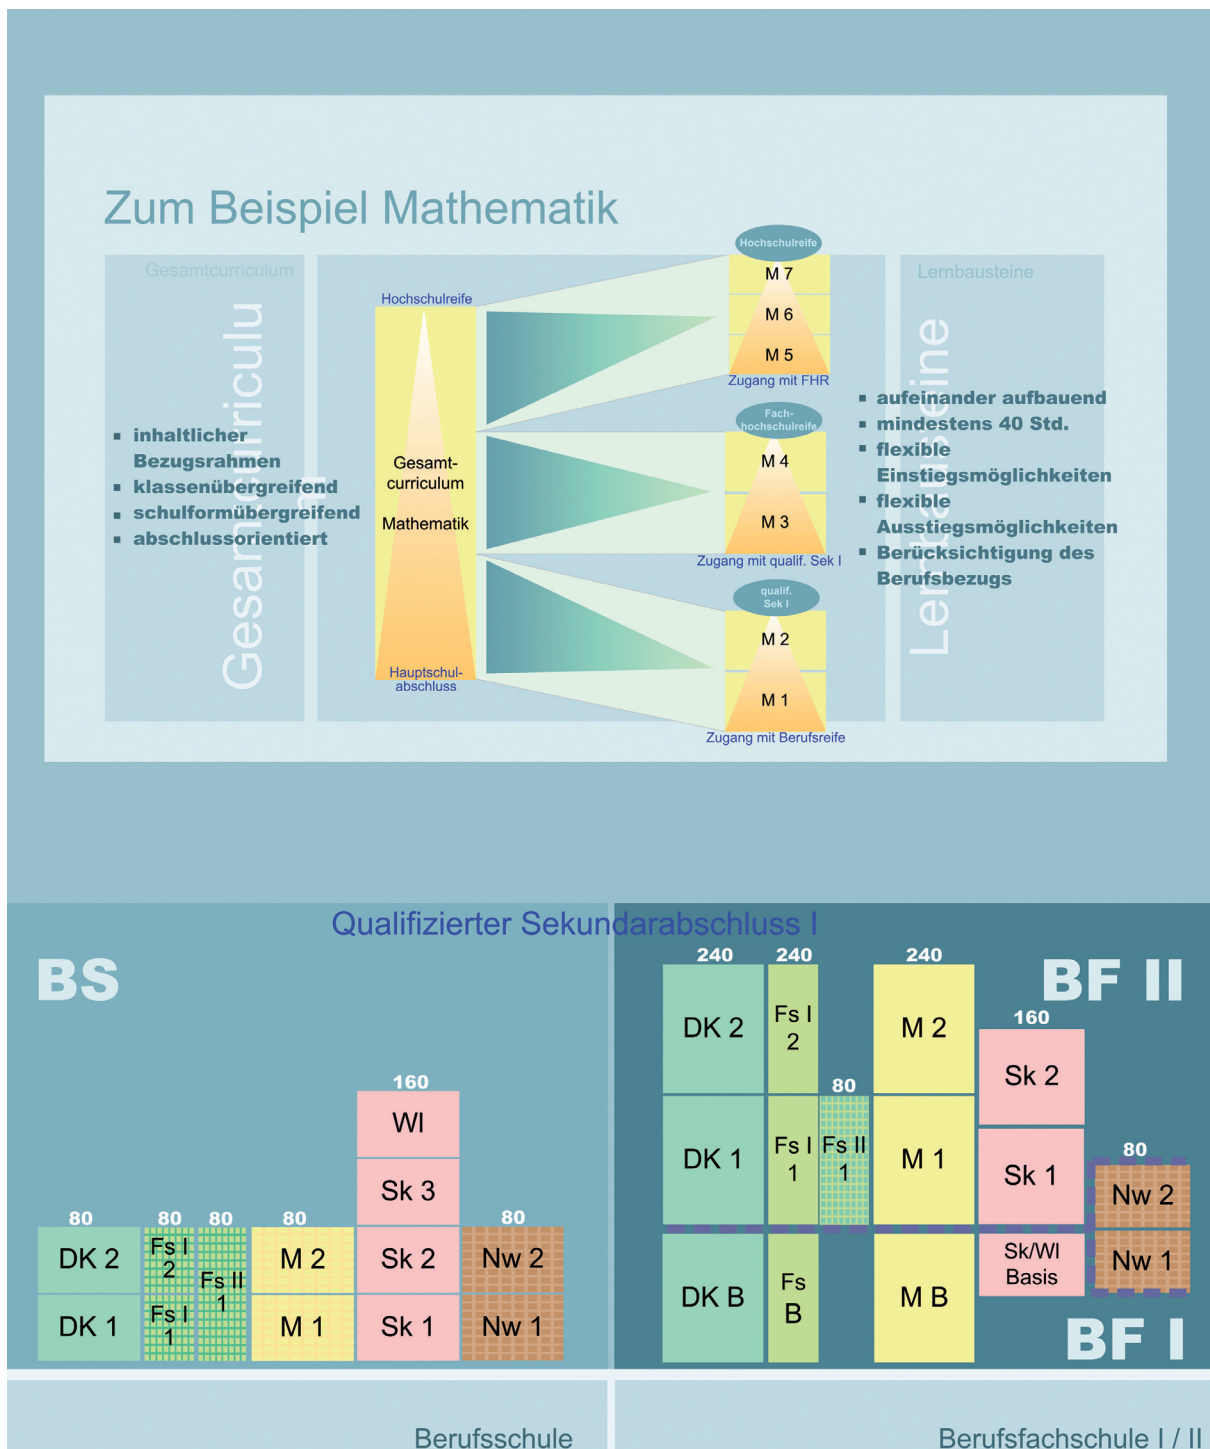 Zum Beispiel Mathematik
Gesamtcurriculum
Gesamtcurriculu
m
▪ inhaltlicher
Bezugsrahmen
▪ klassenübergreifend
▪ schulformübergreifend
▪ abschlussorientiert
Hochschulreife
Gesamt-
curriculum
Mathematik
Hauptschul-
abschluss
Hochschulreife
M 7
M 6
M 5
Zugang mit FHR
Fach-
hochschulreife
M 4
M 3
Zugang mit qualif. Sek I
qualif.
Sek I
M 2
M 1
Zugang mit Berufsreife
Lernbausteine
Lernbausteine
▪ aufeinander aufbauend
▪ mindestens 40 Std.
▪ flexible
Einstiegsmöglichkeiten
▪ flexible
Ausstiegsmöglichkeiten
▪ Berücksichtigung des
Berufsbezugs
Qualifizierter Sekundarabschluss I
BS
80
DK 2
DK 1
80
Fs I
2
Fs I
1
80
Fs II
1
80
M 2
M 1
160
WI
Sk 3
Sk 2
Sk 1
80
Nw 2
Nw 1
Berufsschule
BF II
240
DK 2
DK 1
DK B
240
Fs I
2
Fs I
1
Fs
B
80
Fs II
1
240
M 2
M 1
M B
160
Sk 2
Sk 1
Sk/WI
Basis
80
Nw 2
Nw 1
BF I
Berufsfachschule I / II